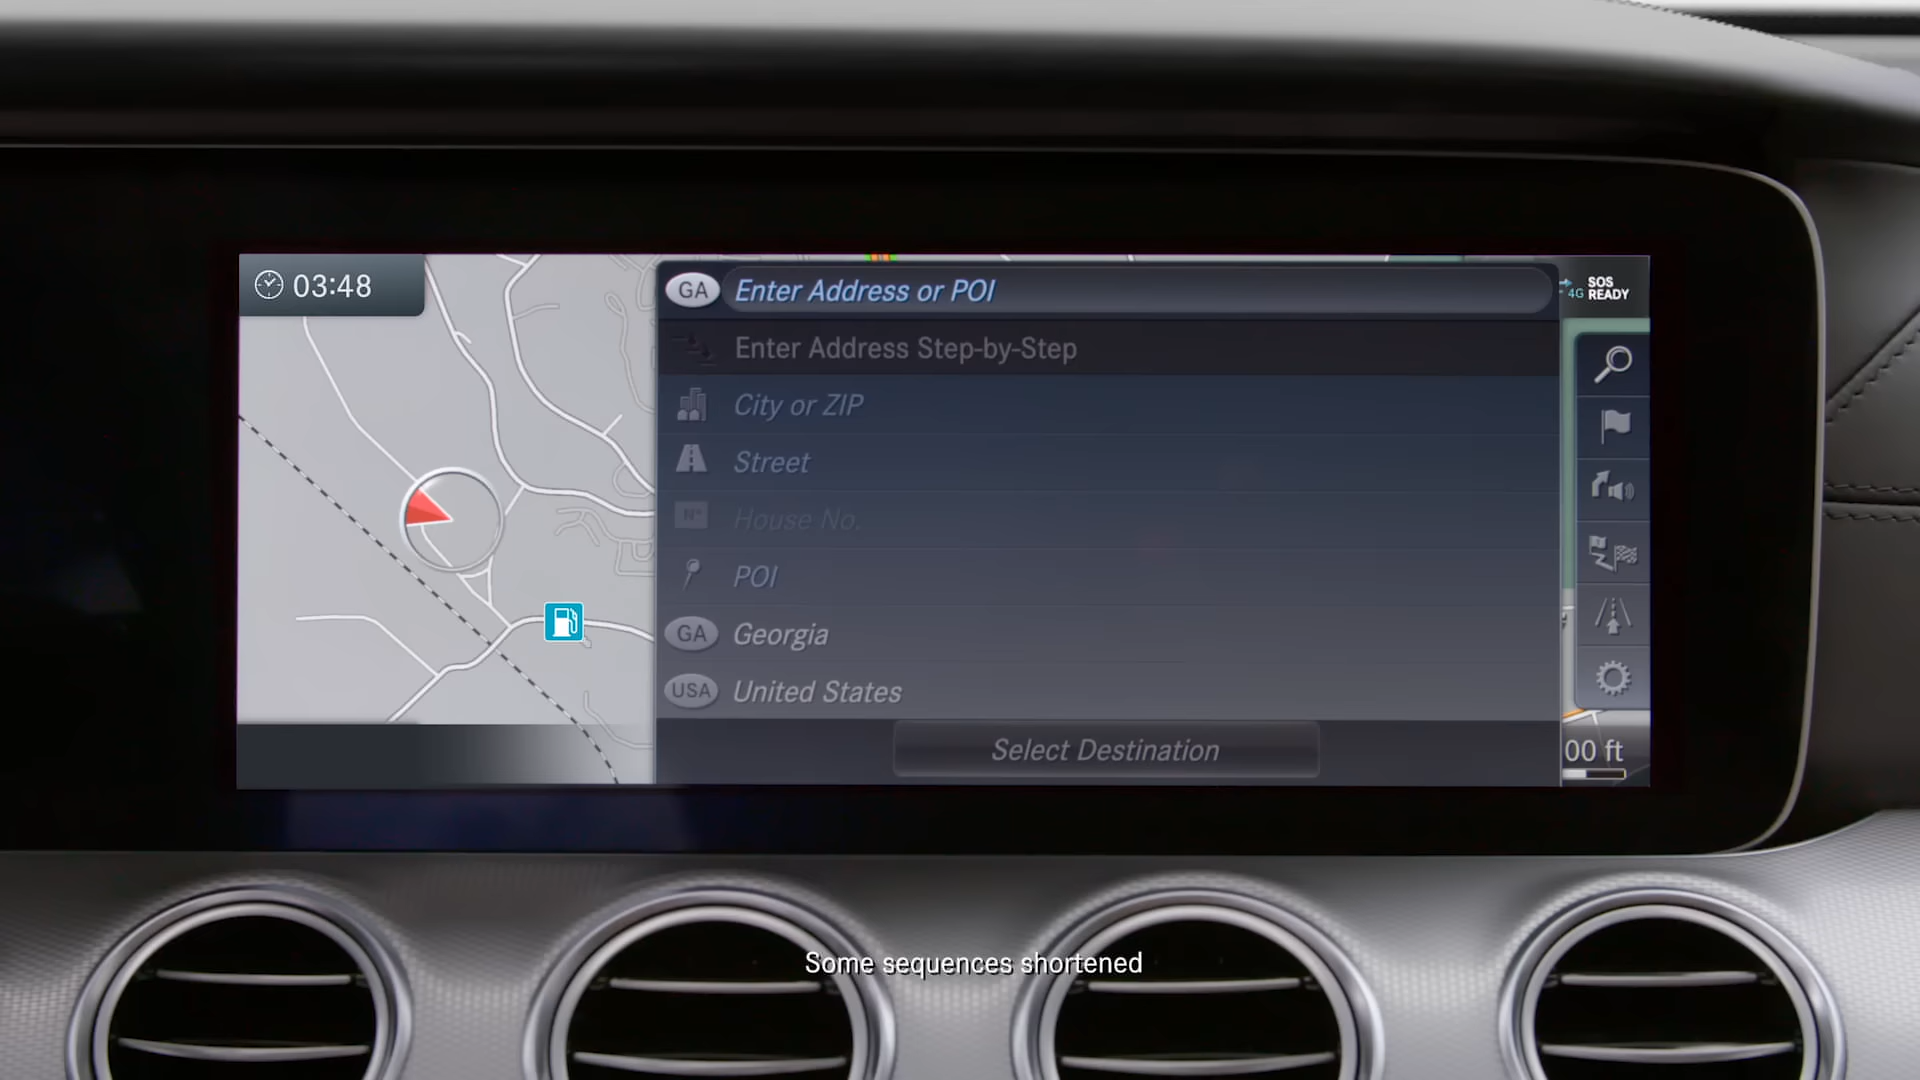 03:48
GA Enter Address or POI
4G SOS READY
Enter Address Step-by-Step
City or ZIP
Street
N° House No.
POI
GA Georgia
USA United States
Select Destination
00 ft
Some sequences shortened